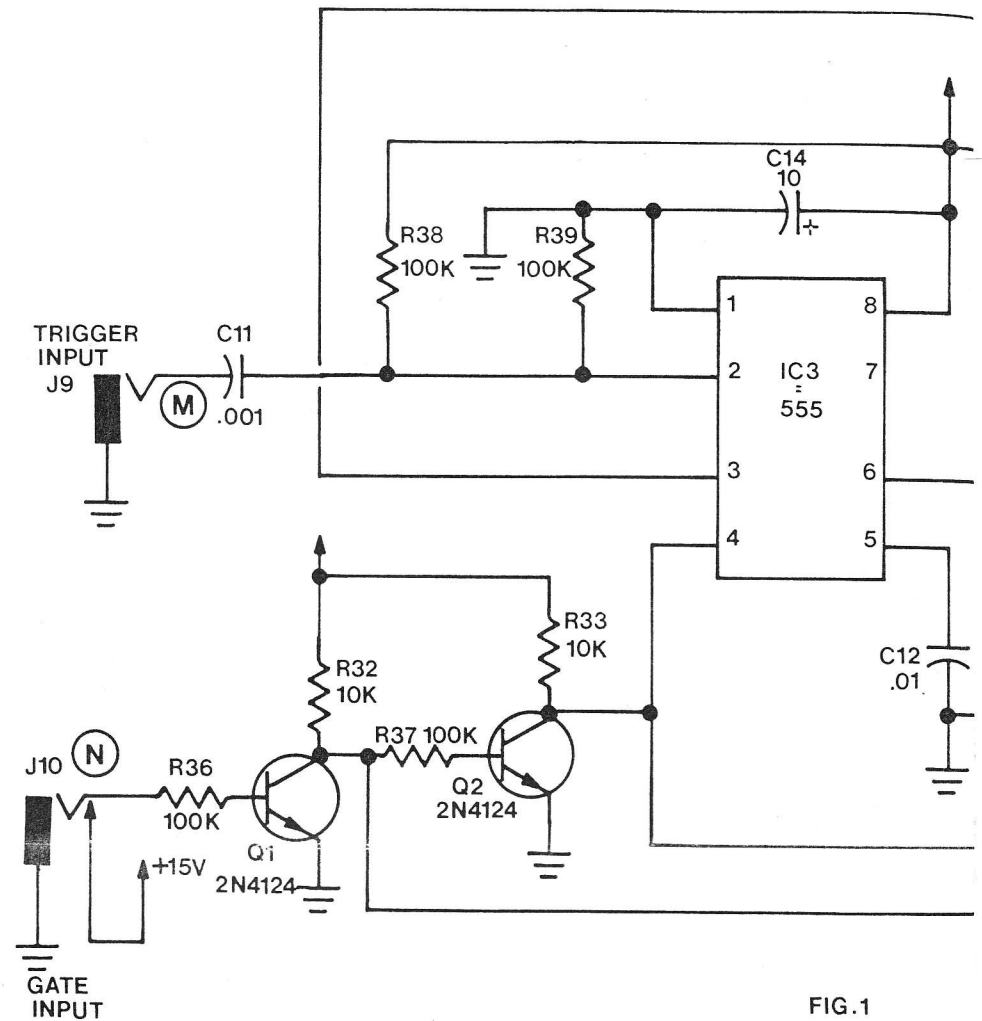 C14
10
R38
100K
R39
100K
1
8
TRIGGER
INPUT
J9
C11
.001
M
2
IC3
=
555
7
3
6
4
5
R33
10K
R32
10K
C12
.01
N
J10
R36
100K
R37 100K
Q2
2N4124
Q1
2N4124
+15V
+
GATE
INPUT
FIG.1